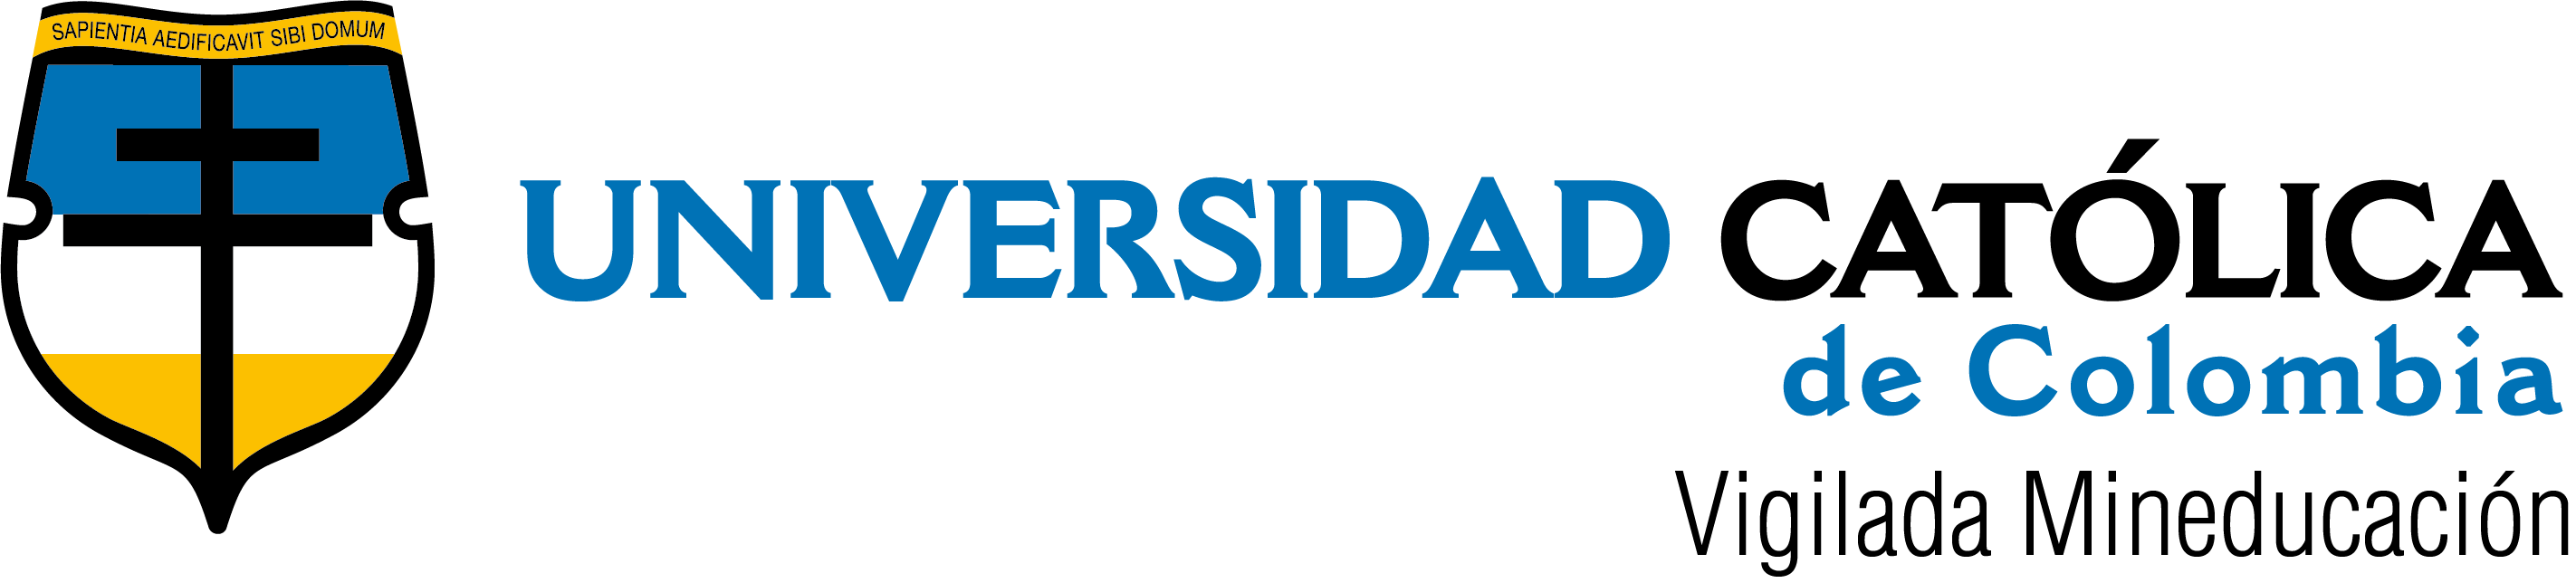 SAPIENTIA AEDIFICAVIT SIBI DOMUM
UNIVERSIDAD CATÓLICA
de Colombia
Vigilada Mineducación